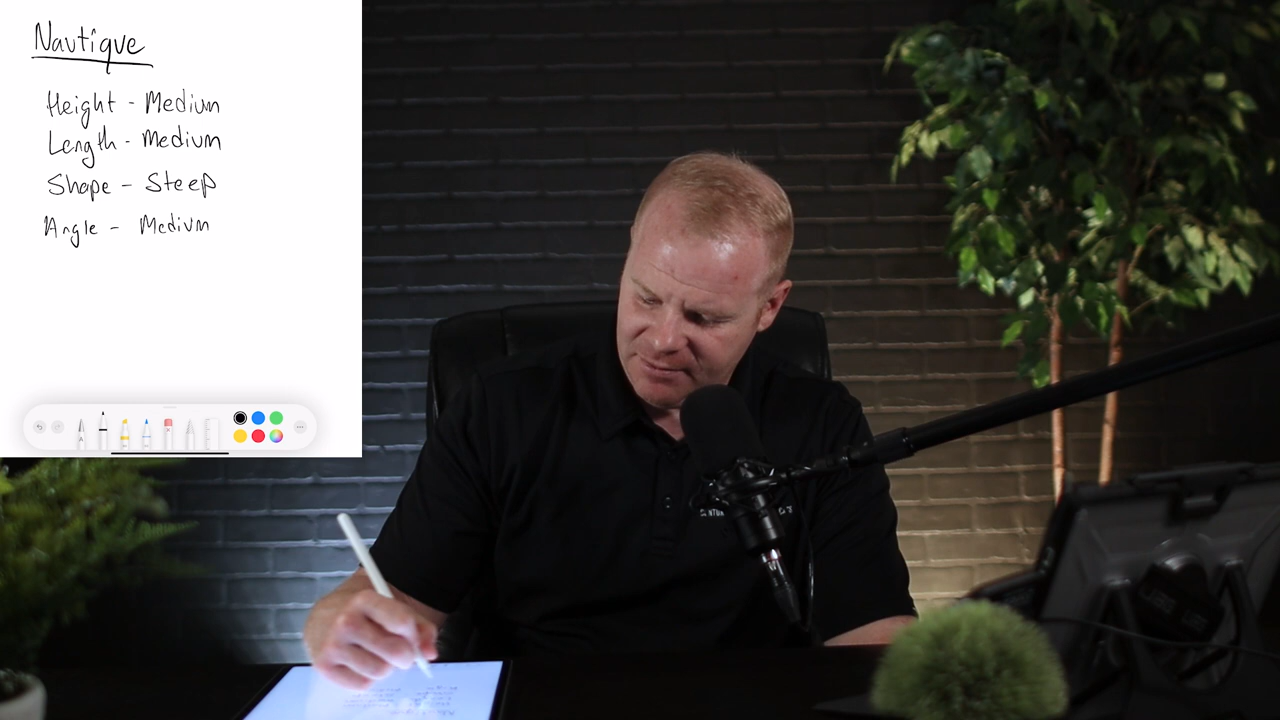 Nautique
Height - Medium
Length - Medium
Shape - Steep
Angle - Medium